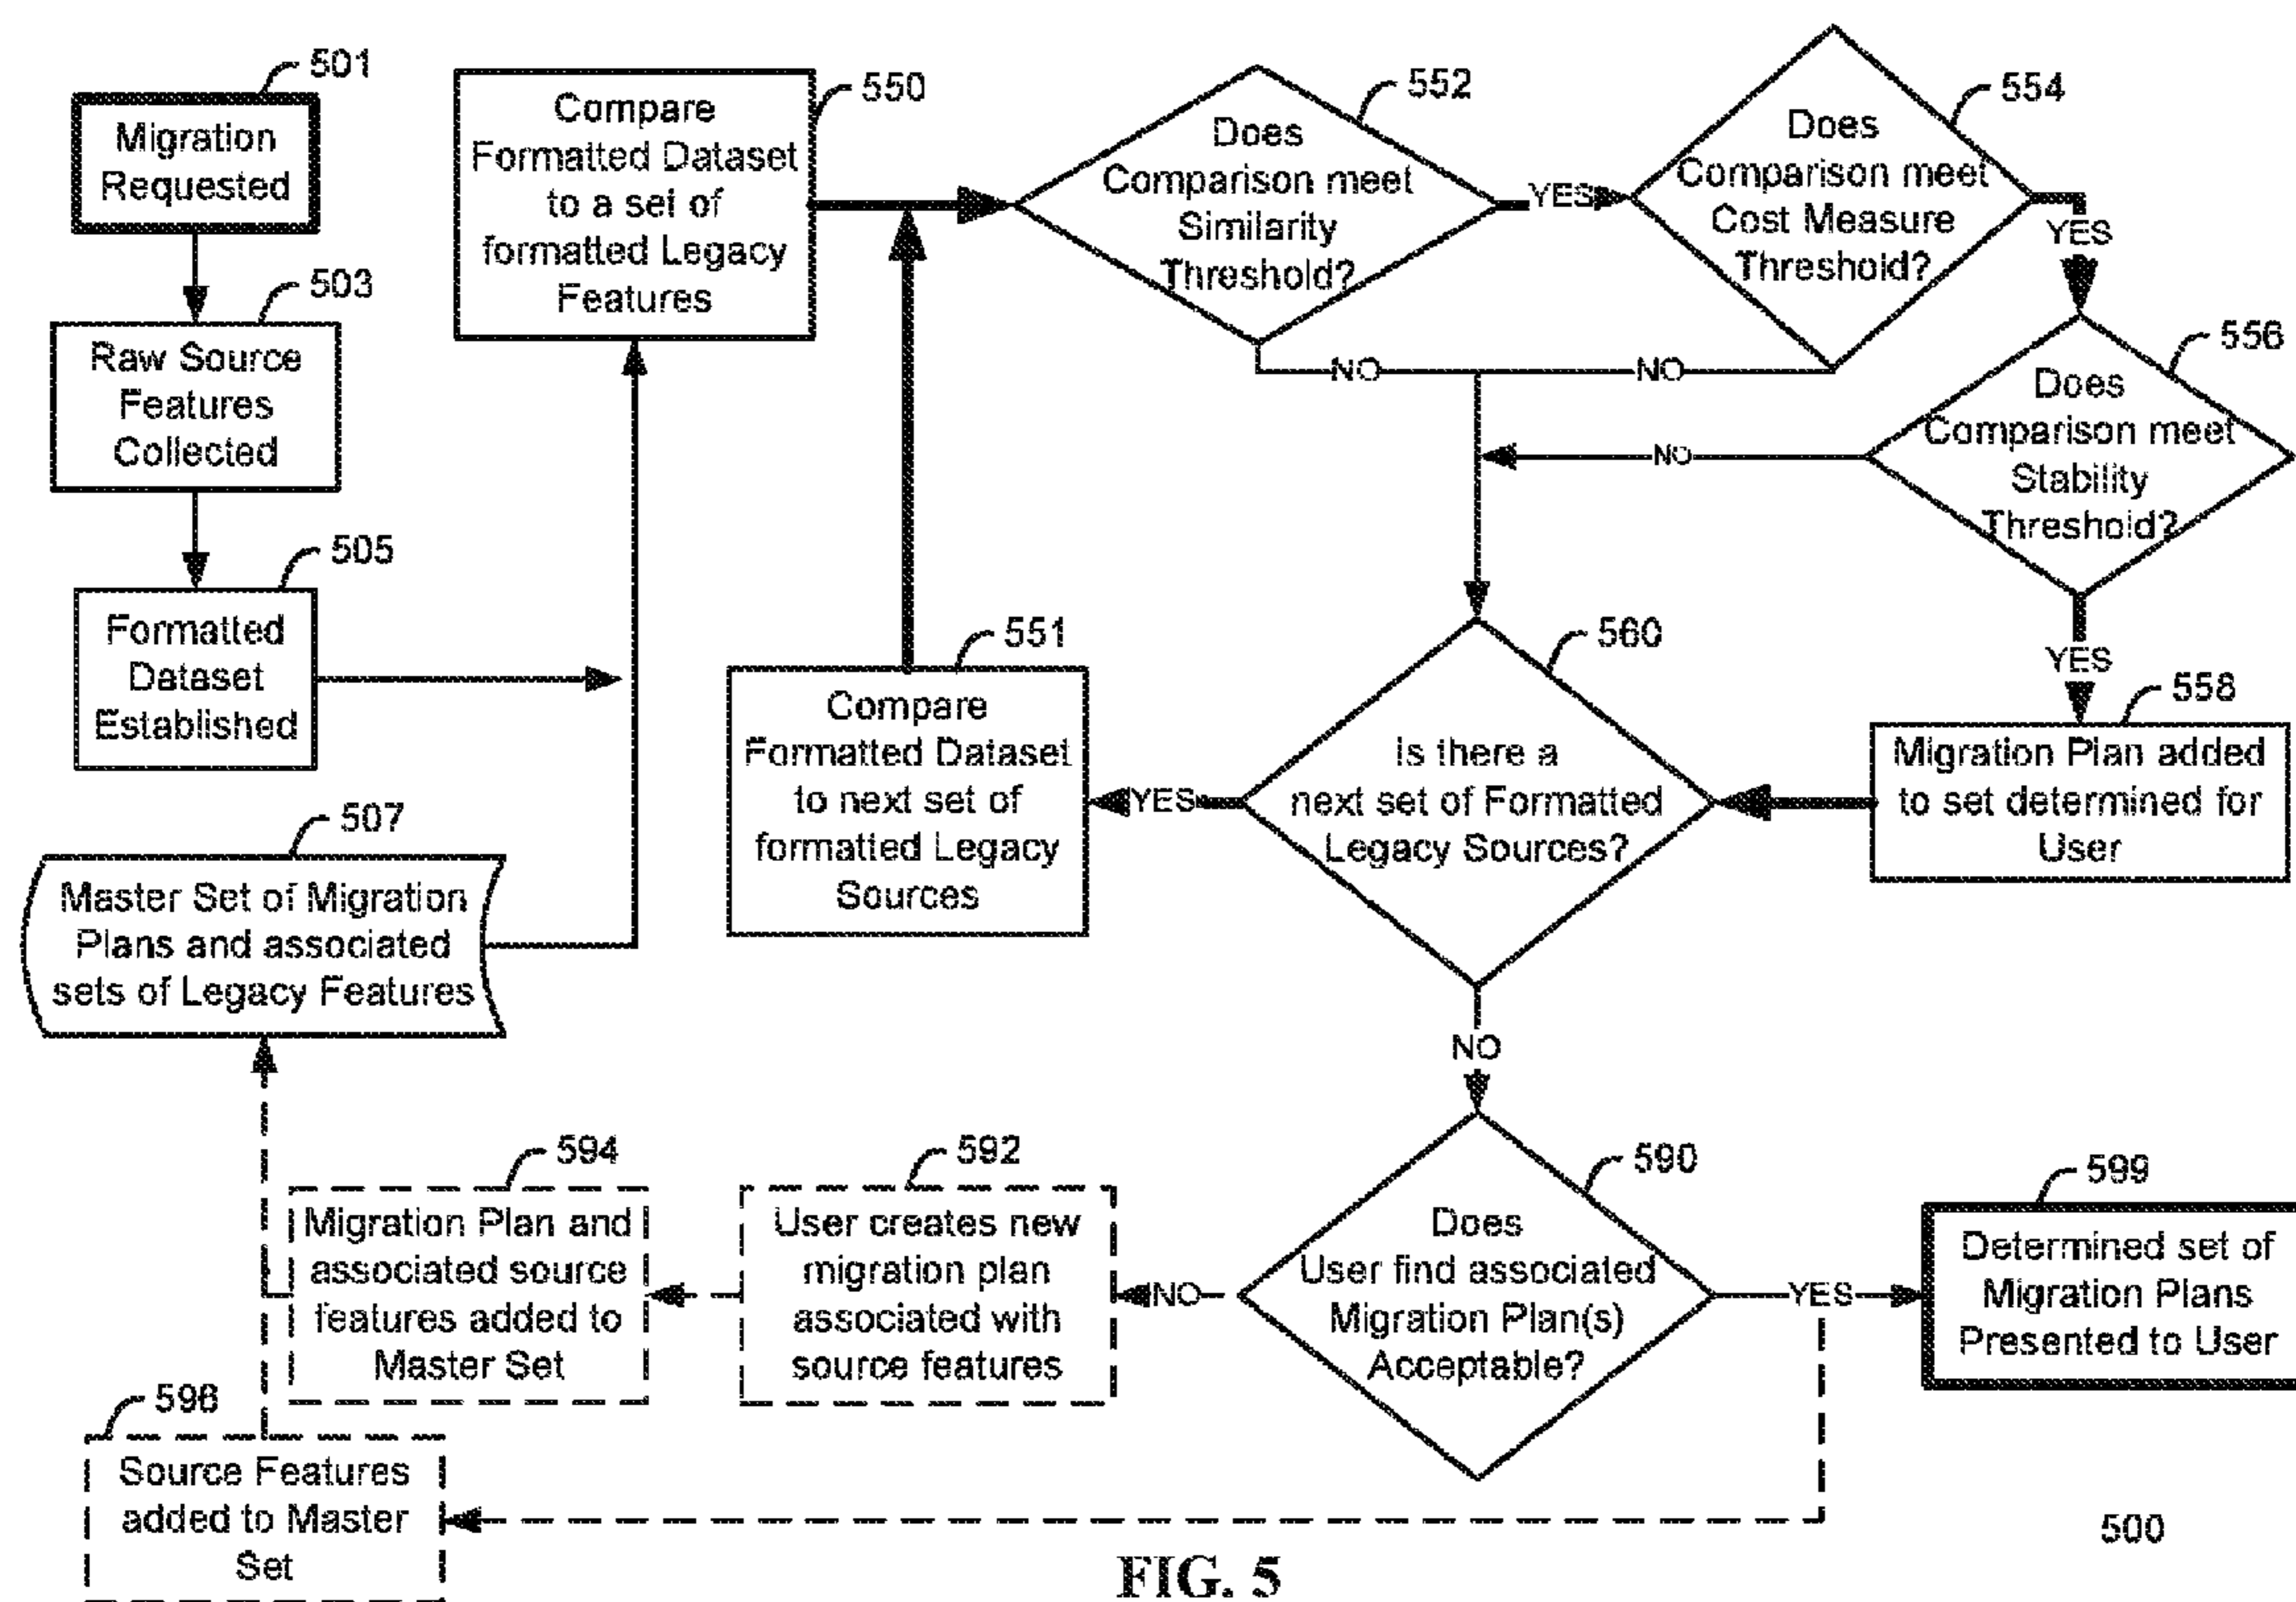 501
Migration
Requested
503
Raw Source
Features
Collected
505
Formatted
Dataset
Established
507
Master Set of Migration
Plans and associated
sets of Legacy Features
550
Compare
Formatted Dataset
to a set of
formatted Legacy
Features
551
Compare
Formatted Dataset
to next set of
formatted Legacy
Sources
552
Does
Comparison meet
Similarity
Threshold?
YES
NO
554
Does
Comparison meet
Cost Measure
Threshold?
YES
NO
556
Does
Comparison meet
Stability
Threshold?
NO
YES
558
Migration Plan added
to set determined for
User
560
Is there a
next set of Formatted
Legacy Sources?
YES
NO
590
Does
User find associated
Migration Plan(s)
Acceptable?
NO
YES
592
User creates new
migration plan
associated with
source features
594
Migration Plan and
associated source
features added to
Master Set
596
Source Features
added to Master
Set
599
Determined set of
Migration Plans
Presented to User
500
FIG. 5